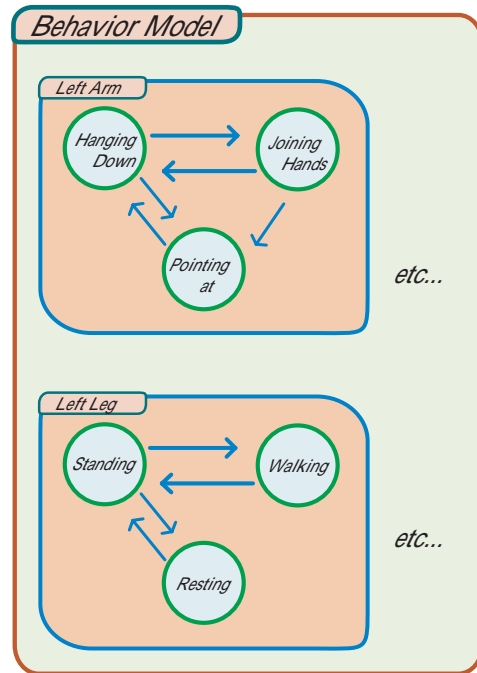 Behavior Model
Left Arm
Hanging
Down
Joining
Hands
Pointing
at
etc...
Left Leg
Standing
Walking
Resting
etc...